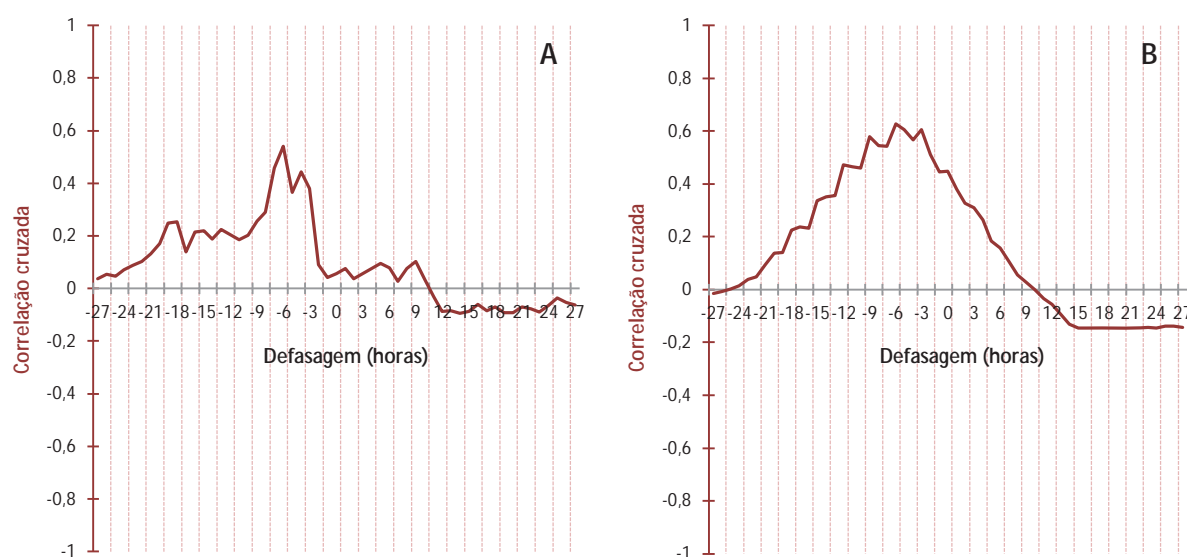 A
1
0,8
0,6
0,4
0,2
0
-0,2
-0,4
-0,6
-0,8
-1
Correlação cruzada
-27 -24 -21 -18 -15 -12 -9 -6 -3 0 3 6 9 12 15 18 21 24 27
Defasagem (horas)
B
1
0,8
0,6
0,4
0,2
0
-0,2
-0,4
-0,6
-0,8
-1
Correlação cruzada
-27 -24 -21 -18 -15 -12 -9 -6 -3 0 3 6 9 12 15 18 21 24 27
Defasagem (horas)